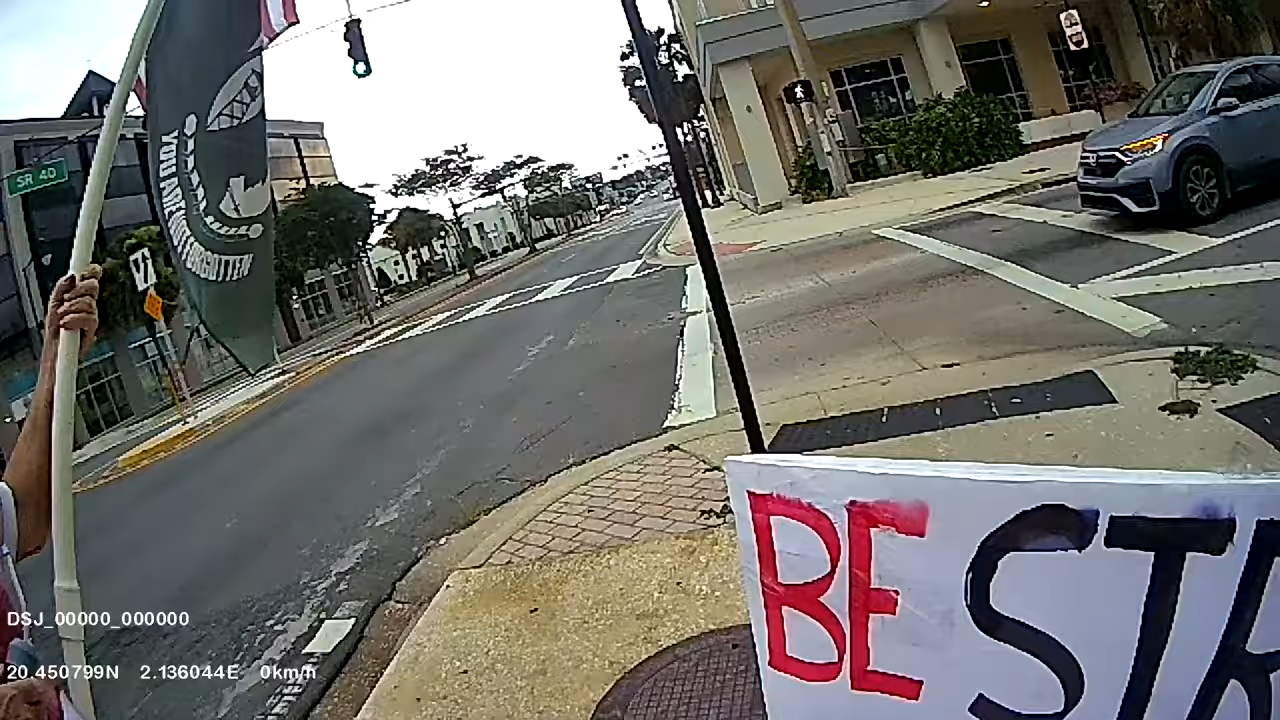 SR 40
YOU ARE NOT FORGOTTEN
BE STR
DSJ_00000_000000
20.450799N 2.136044E 0km/h